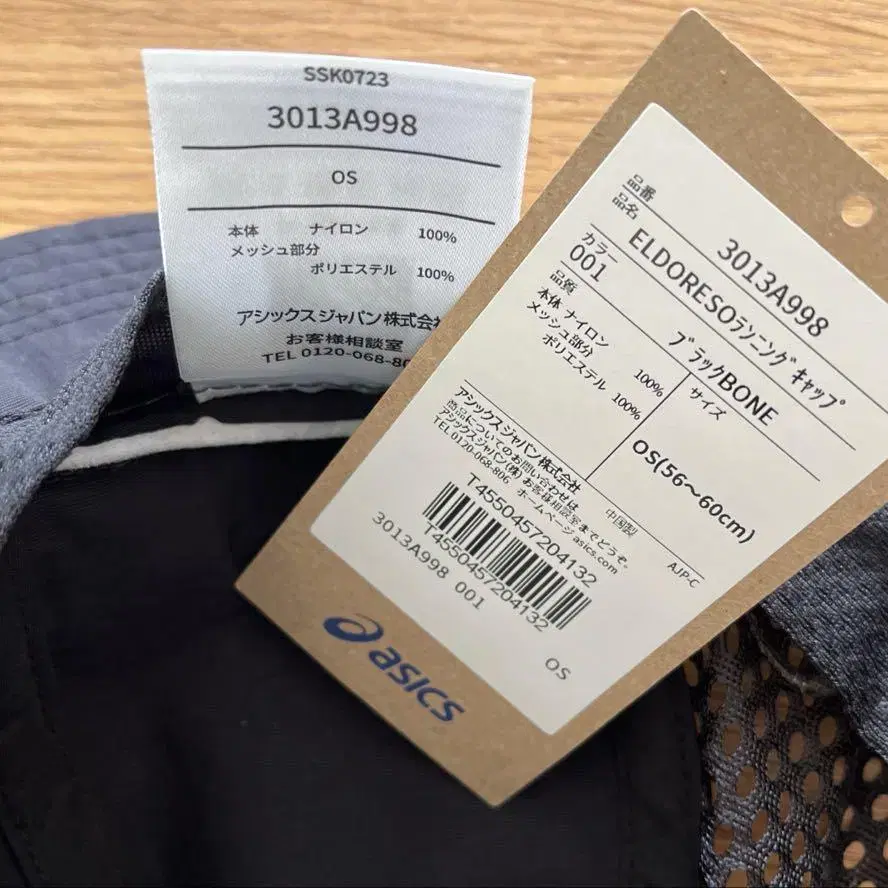 SSK0723
3013A998
OS
本体 ナイロン 100%
メッシュ部分
ポリエステル 100%
アシックスジャパン株式会
お客様相談室
TEL 0120-068-80
品番 3013A998
品名 ELDORESOﾗﾝﾆﾝｸﾞｷｬｯﾌﾟ
カラー
001 ﾌﾞﾗｯｸBONE
品質
本体 ナイロン 100%
メッシュ部分
ポリエステル 100%
サイズ
OS(56〜60cm)
アシックスジャパン株式会社
商品についてのお問い合わせは
アシックスジャパン(株)お客様相談室までどうぞ。
TEL0120-068-806 ホームページasics.com
中国製
AJP-C
T4550457204132
T4550457204132
3013A998 001 OS
asics